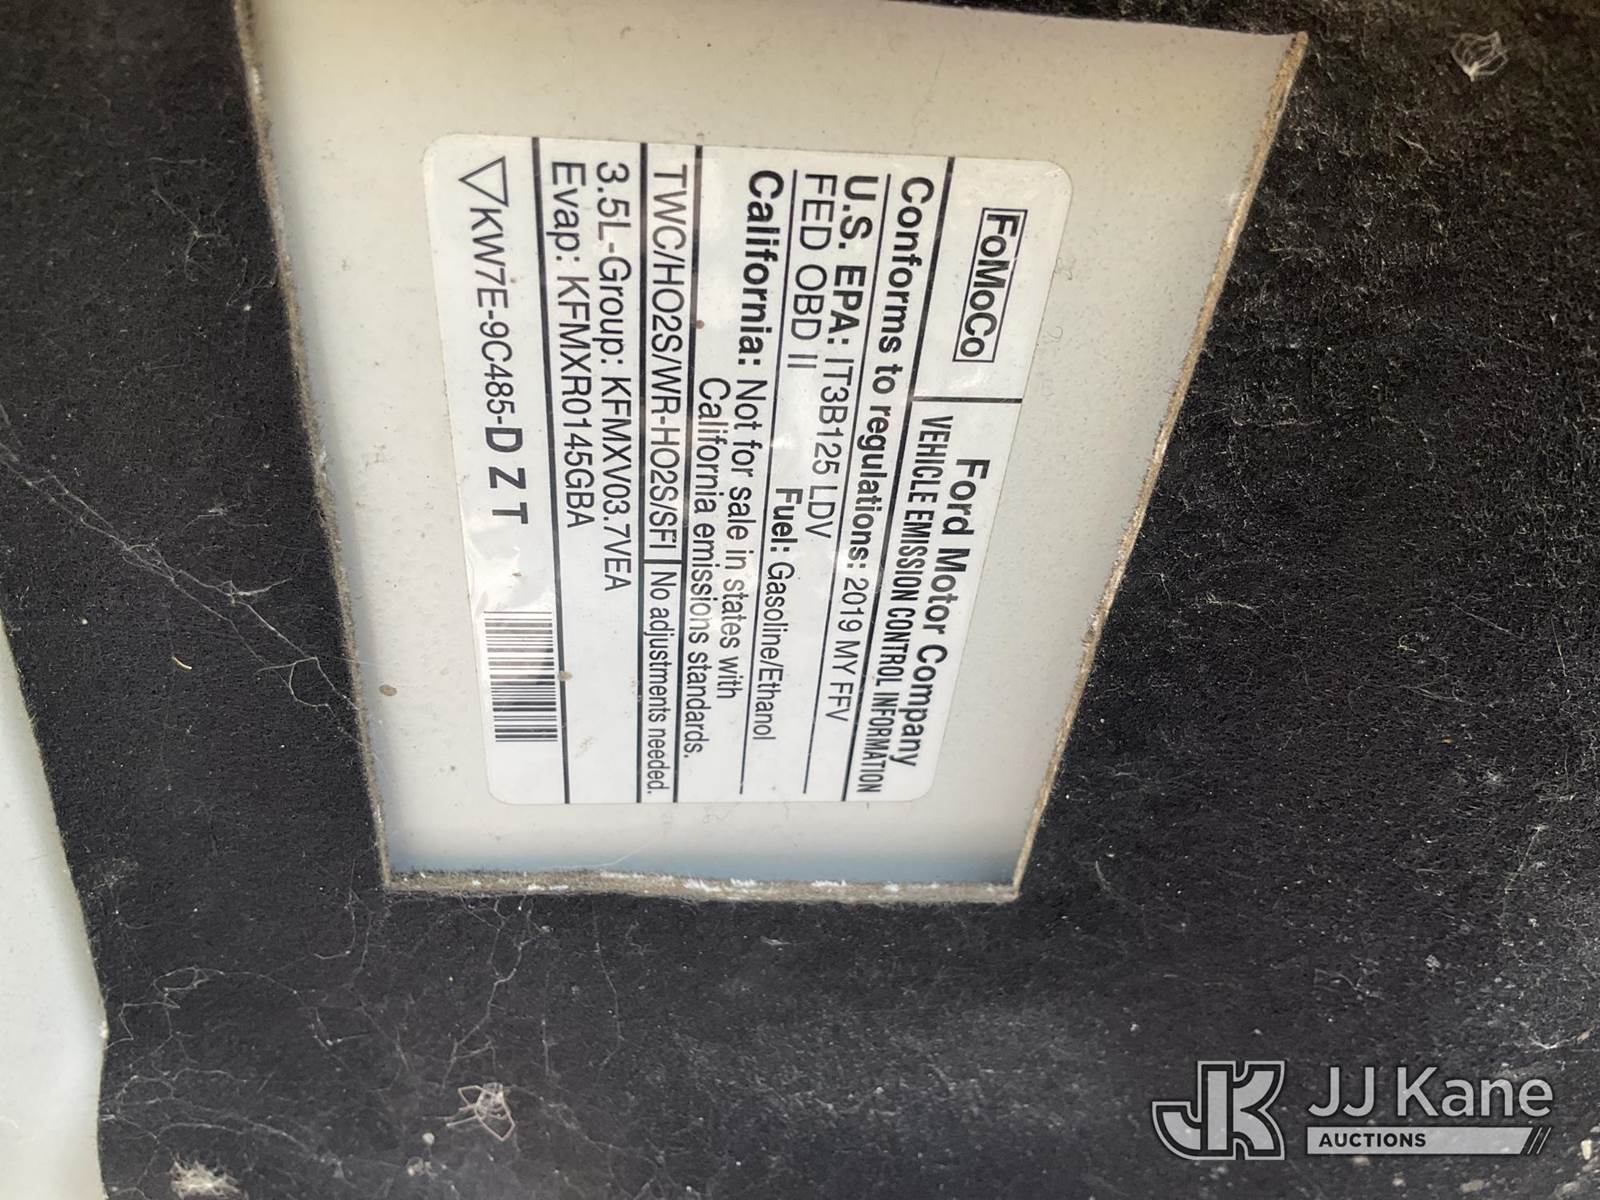 FoMoCo
Ford Motor Company
VEHICLE EMISSION CONTROL INFORMATION
Conforms to regulations: 2019 MY FFV
U.S. EPA: IT3B125 LDV
FED OBD II Fuel: Gasoline/Ethanol
California: Not for sale in states with
California emissions standards.
TWC/HO2S/WR-HO2S/SFI No adjustments needed.
3.5L-Group: KFMXV03.7VEA
Evap: KFMXR0145GBA
KW7E-9C485-D Z T
JK JJ Kane
AUCTIONS